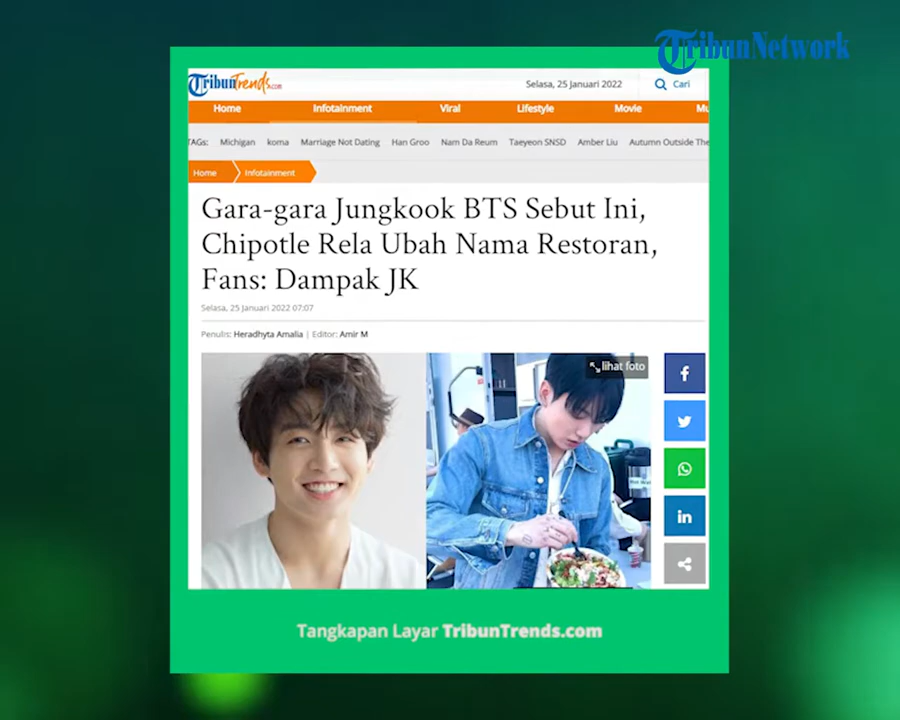 TribunNetwork
TribunTrends.com
Selasa, 25 Januari 2022
Cari
Home Infotainment Viral Lifestyle Movie Mu
TAGs: Michigan koma Marriage Not Dating Han Groo Nam Da Reum Taeyeon SNSD Amber Liu Autumn Outside The
Home Infotainment
Gara-gara Jungkook BTS Sebut Ini,
Chipotle Rela Ubah Nama Restoran,
Fans: Dampak JK
Selasa, 25 Januari 2022 07:07
Penulis: Heradhyta Amalia | Editor: Amir M
lihat foto
Tangkapan Layar TribunTrends.com